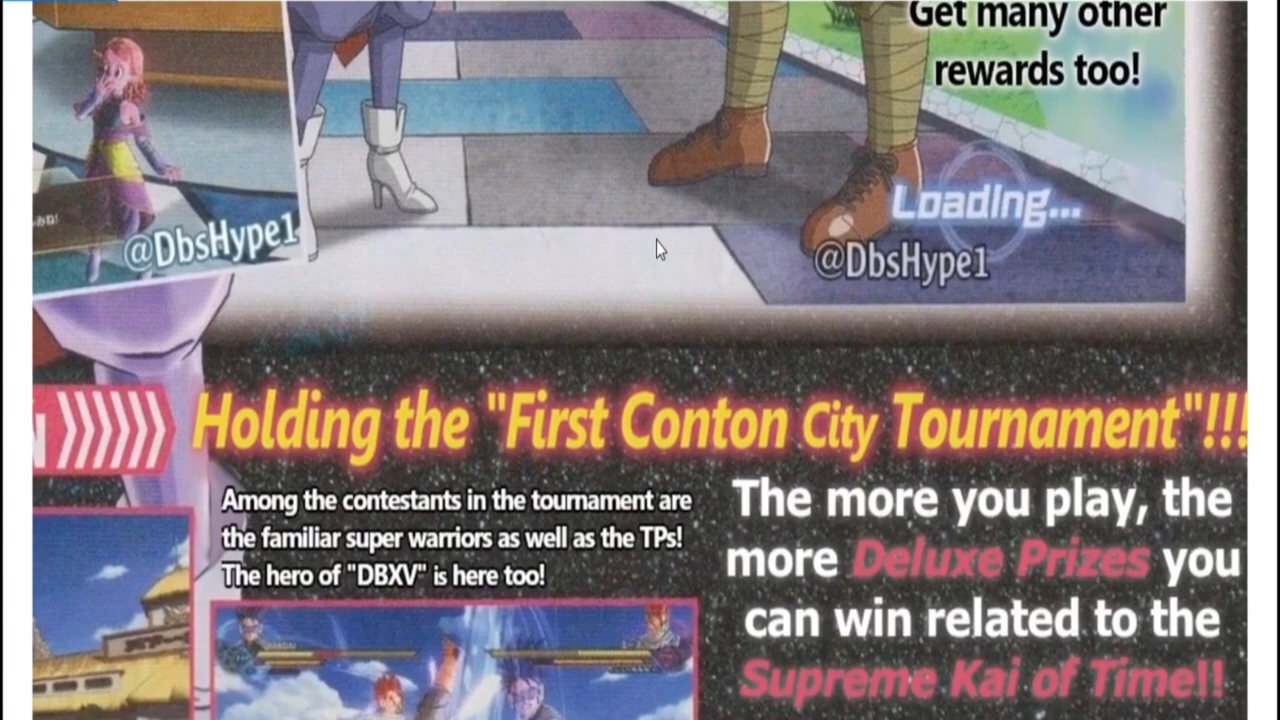 Get many other
rewards too!
Loading...
@DbsHype1
@DbsHype1
Holding the "First Conton City Tournament"!!!
Among the contestants in the tournament are
the familiar super warriors as well as the TPs!
The hero of "DBXV" is here too!
The more you play, the
more Deluxe Prizes you
can win related to the
Supreme Kai of Time!!